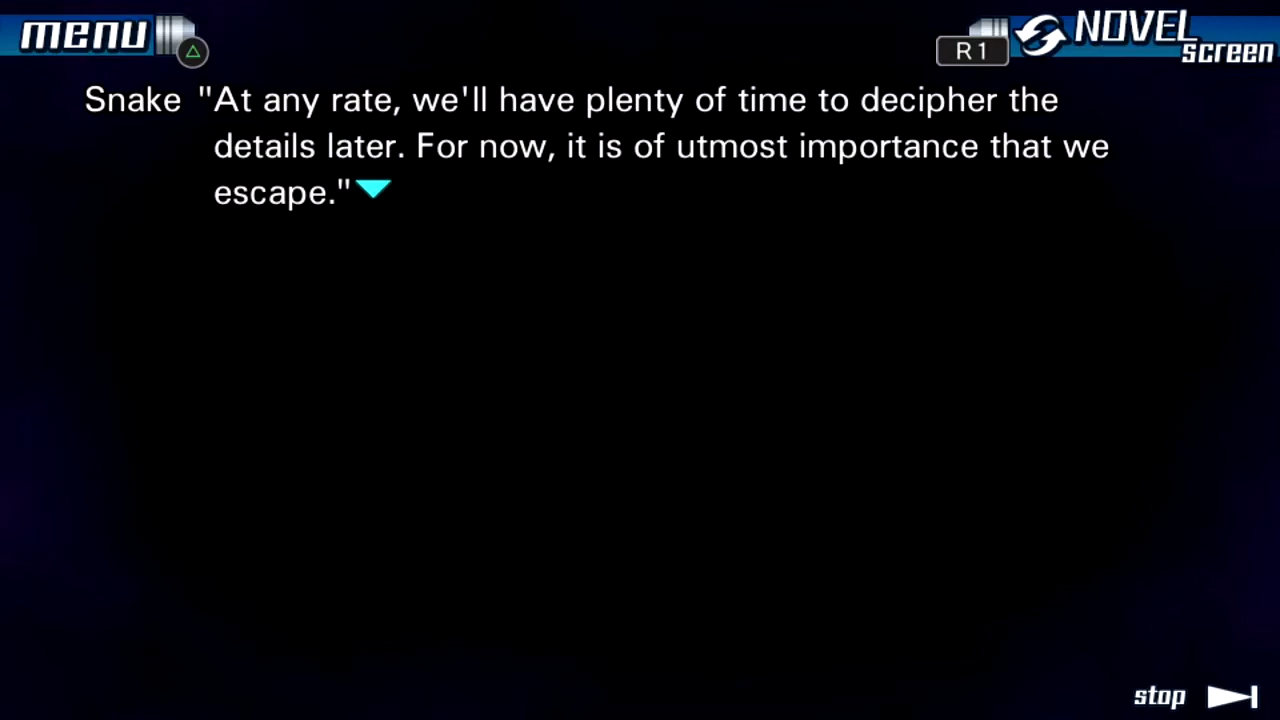 menu
R1
NOVEL
screen
Snake "At any rate, we'll have plenty of time to decipher the
details later. For now, it is of utmost importance that we
escape."
stop